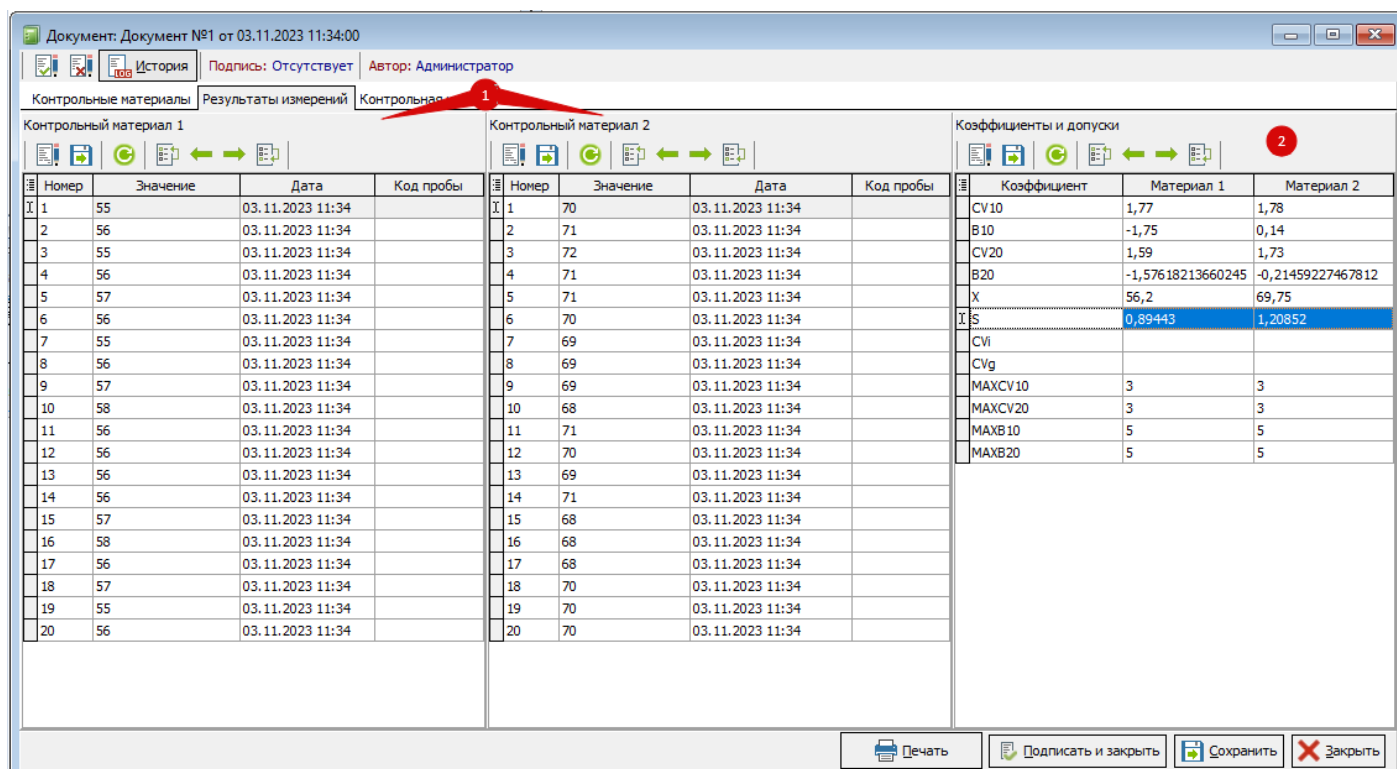 Документ: Документ №1 от 03.11.2023 11:34:00
LOG История Подпись: Отсутствует Автор: Администратор
Контрольные материалы Результаты измерений Контрольная
1
Контрольный материал 1 Контрольный материал 2 Коэффициенты и допуски
2
Номер Значение Дата Код пробы Номер Значение Дата Код пробы Коэффициент Материал 1 Материал 2
1 55 03.11.2023 11:34 1 70 03.11.2023 11:34 CV10 1,77 1,78
2 56 03.11.2023 11:34 2 71 03.11.2023 11:34 B10 -1,75 0,14
3 55 03.11.2023 11:34 3 72 03.11.2023 11:34 CV20 1,59 1,73
4 56 03.11.2023 11:34 4 71 03.11.2023 11:34 B20 -1,57618213660245 -0,21459227467812
5 57 03.11.2023 11:34 5 71 03.11.2023 11:34 X 56,2 69,75
6 56 03.11.2023 11:34 6 70 03.11.2023 11:34 S 0,89443 1,20852
7 55 03.11.2023 11:34 7 69 03.11.2023 11:34 CVi
8 56 03.11.2023 11:34 8 69 03.11.2023 11:34 CVg
9 57 03.11.2023 11:34 9 69 03.11.2023 11:34 MAXCV10 3 3
10 58 03.11.2023 11:34 10 68 03.11.2023 11:34 MAXCV20 3 3
11 56 03.11.2023 11:34 11 71 03.11.2023 11:34 MAXB10 5 5
12 56 03.11.2023 11:34 12 70 03.11.2023 11:34 MAXB20 5 5
13 56 03.11.2023 11:34 13 69 03.11.2023 11:34
14 56 03.11.2023 11:34 14 71 03.11.2023 11:34
15 57 03.11.2023 11:34 15 68 03.11.2023 11:34
16 58 03.11.2023 11:34 16 68 03.11.2023 11:34
17 56 03.11.2023 11:34 17 68 03.11.2023 11:34
18 57 03.11.2023 11:34 18 70 03.11.2023 11:34
19 55 03.11.2023 11:34 19 70 03.11.2023 11:34
20 56 03.11.2023 11:34 20 70 03.11.2023 11:34
Печать Подписать и закрыть Сохранить Закрыть